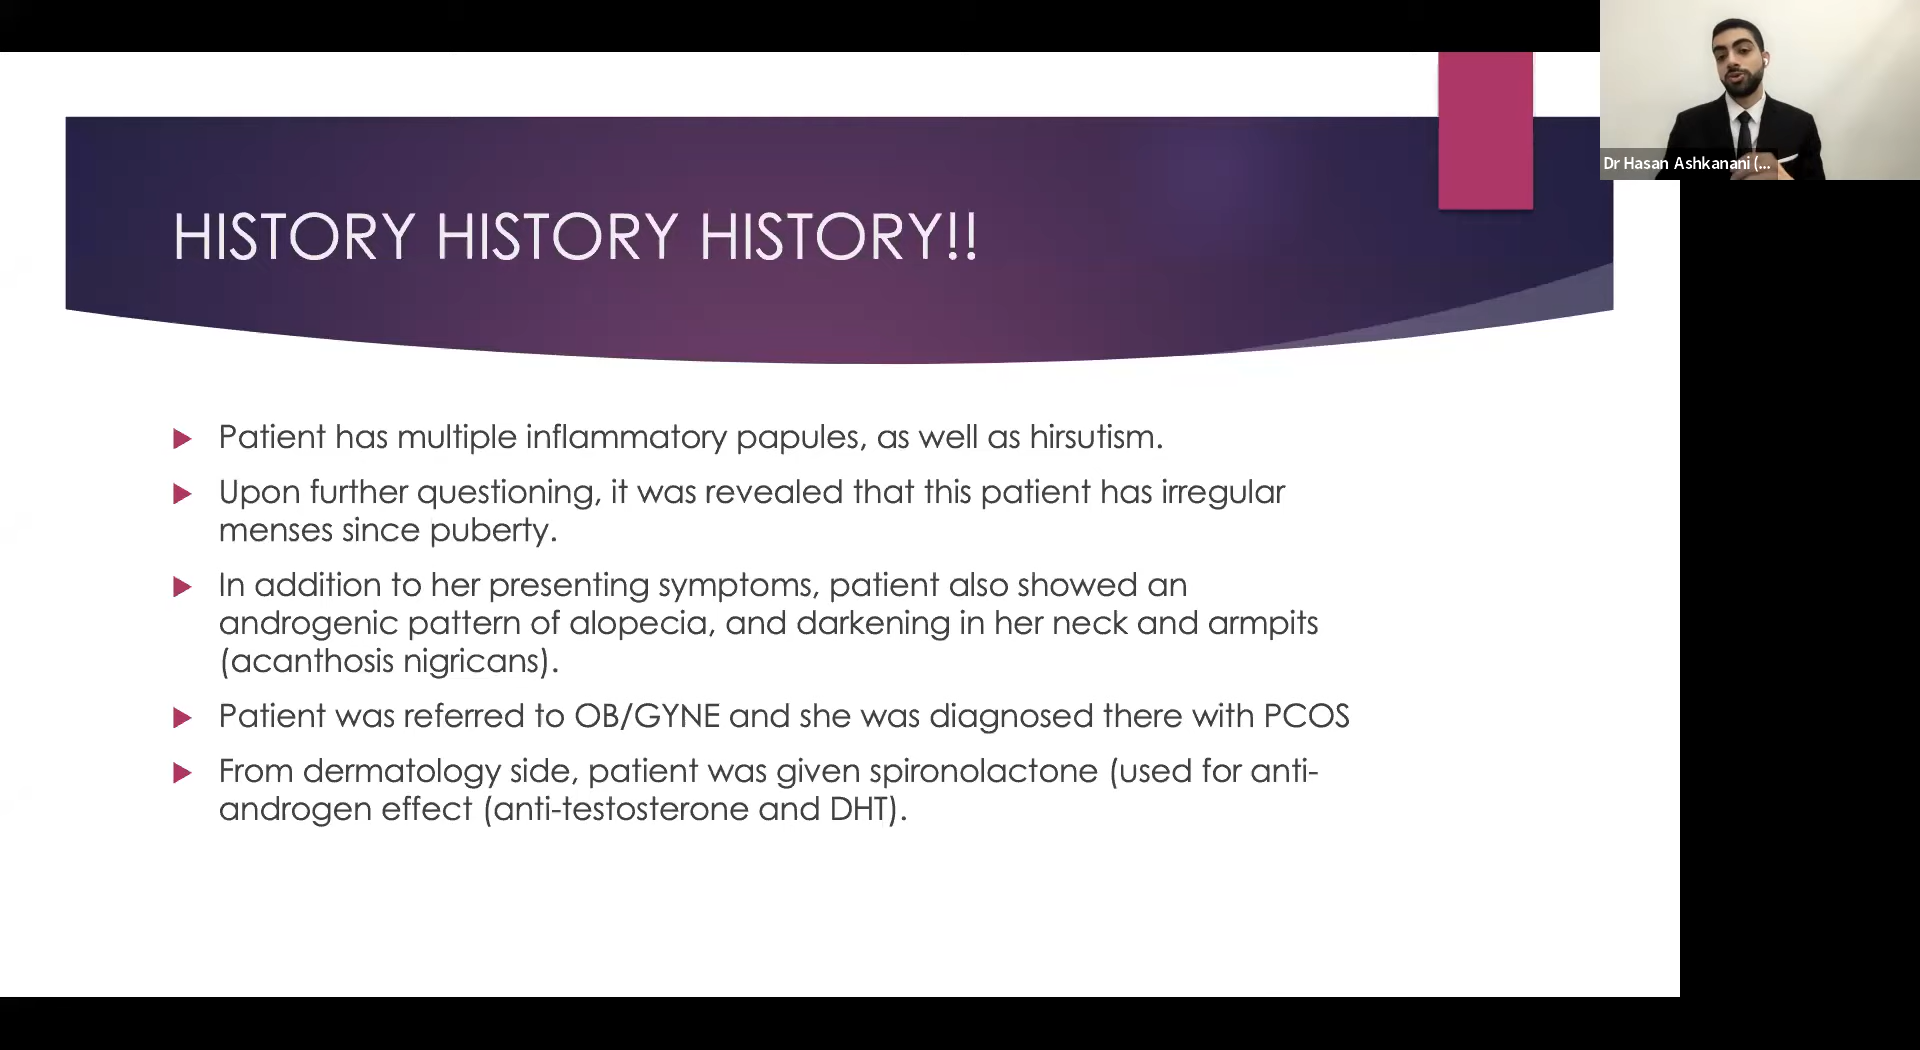 HISTORY HISTORY HISTORY!!
Patient has multiple inflammatory papules, as well as hirsutism.
Upon further questioning, it was revealed that this patient has irregular
menses since puberty.
In addition to her presenting symptoms, patient also showed an
androgenic pattern of alopecia, and darkening in her neck and armpits
(acanthosis nigricans).
Patient was referred to OB/GYNE and she was diagnosed there with PCOS
From dermatology side, patient was given spironolactone (used for anti-
androgen effect (anti-testosterone and DHT).
Dr Hasan Ashkanani (...